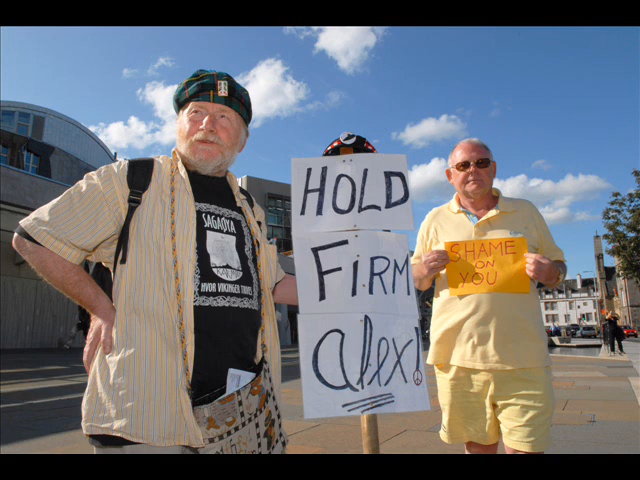 HOLD
FIRM
alex!
SHAME
ON
YOU
SAGAOYA
HVOR VIKINGER